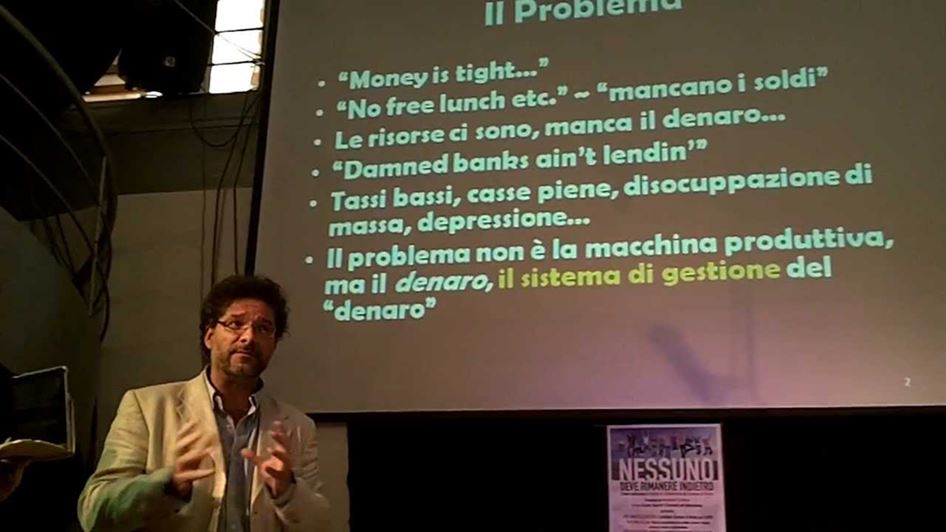 Il Problema
• “Money is tight...”
• “No free lunch etc.” ~ “mancano i soldi”
• Le risorse ci sono, manca il denaro...
• “Damned banks ain’t lendin’”
• Tassi bassi, casse piene, disocuppazione di
massa, depressione...
• Il problema non è la macchina produttiva,
ma il denaro, il sistema di gestione del
“denaro”
2
NESSUNO
DEVE RIMANERE INDIETRO